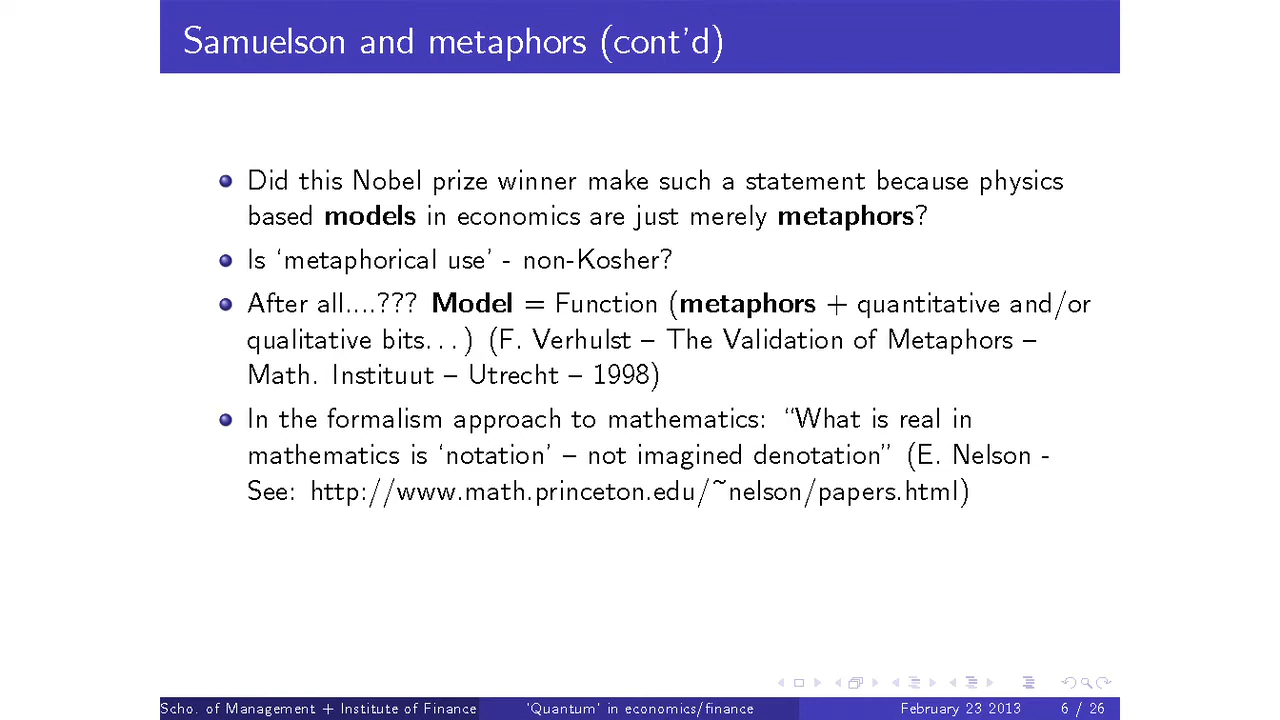 Samuelson and metaphors (cont'd)
Did this Nobel prize winner make such a statement because physics
based models in economics are just merely metaphors?
Is ‘metaphorical use’ - non-Kosher?
After all....??? Model = Function (metaphors + quantitative and/or
qualitative bits. . . ) (F. Verhulst – The Validation of Metaphors –
Math. Instituut – Utrecht – 1998)
In the formalism approach to mathematics: “What is real in
mathematics is ‘notation’ – not imagined denotation” (E. Nelson -
See: http://www.math.princeton.edu/~nelson/papers.html)
Scho. of Management + Institute of Finance 'Quantum' in economics/finance February 23 2013 6 / 26